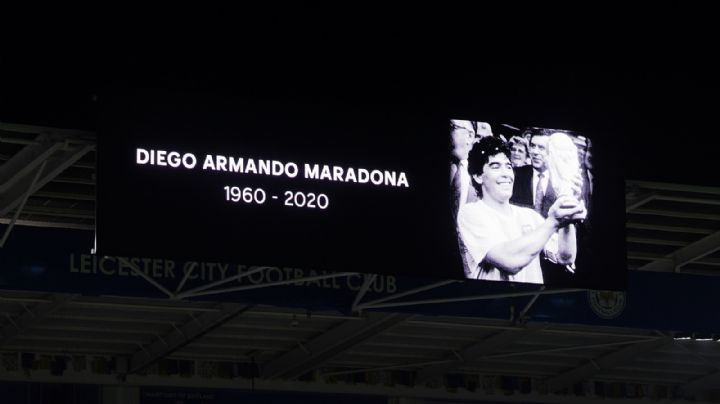 DIEGO ARMANDO MARADONA
1960 - 2020
LEICESTER CITY FOOTBALL CLUB